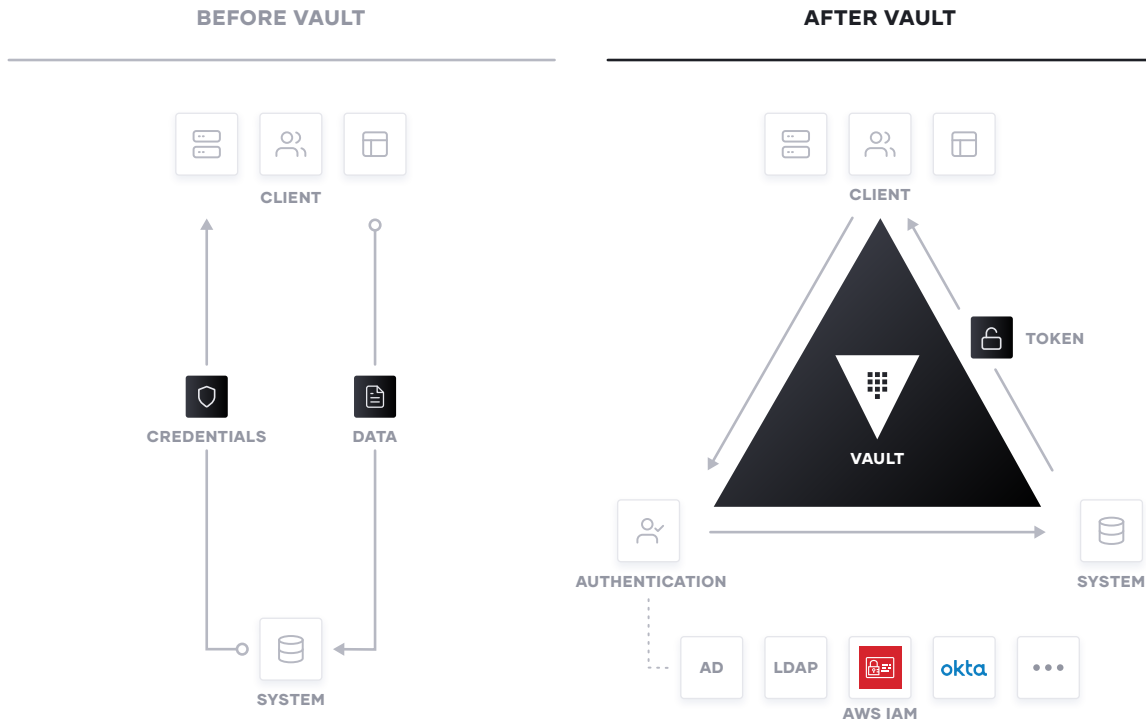 BEFORE VAULT
CLIENT
CREDENTIALS
DATA
SYSTEM
AFTER VAULT
CLIENT
TOKEN
VAULT
AUTHENTICATION
SYSTEM
AD
LDAP
okta
AWS IAM